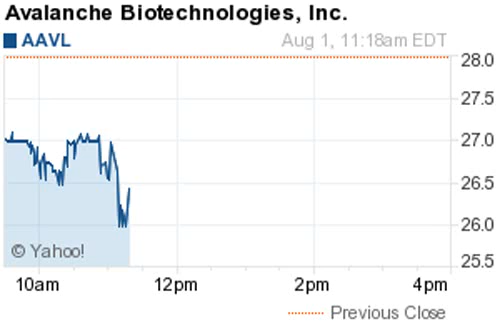 Avalanche Biotechnologies, Inc.
AAVL Aug 1, 11:18am EDT
28.0
27.5
27.0
26.5
26.0
25.5
© Yahoo!
10am 12pm 2pm 4pm
Previous Close